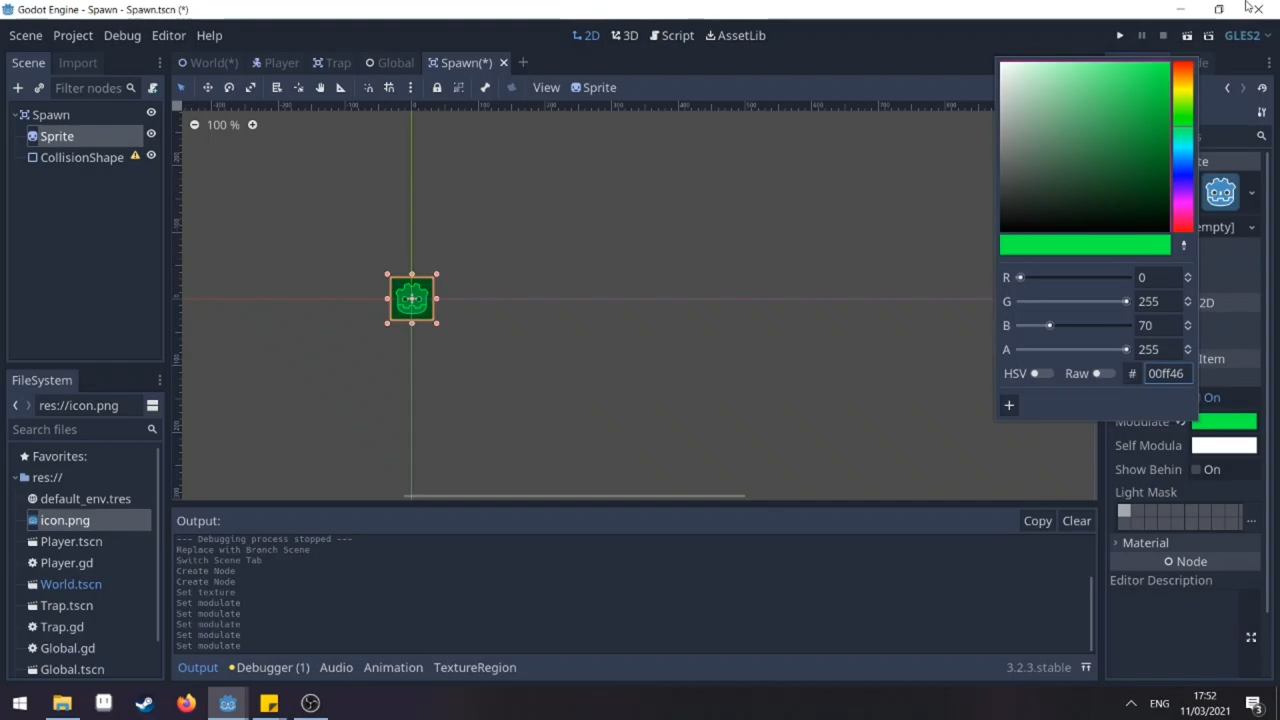 Godot Engine - Spawn - Spawn.tscn (*)
Scene Project Debug Editor Help
2D 3D Script AssetLib
GLES2
Scene Import
World(*) Player Trap Global Spawn(*)
Filter nodes
View Sprite
Spawn
Sprite
CollisionShape
100 %
R 0
G 255
B 70
A 255
HSV Raw # 00ff46
mpty]
2D
Item
On
Modulate
Self Modula
Show Behin On
Light Mask
Material
Node
Editor Description
FileSystem
res://icon.png
Search files
Favorites:
res://
default_env.tres
icon.png
Player.tscn
Player.gd
World.tscn
Trap.tscn
Trap.gd
Global.gd
Global.tscn
Output:
Copy Clear
--- Debugging process stopped ---
Replace with Branch Scene
Switch Scene Tab
Create Node
Create Node
Set texture
Set modulate
Set modulate
Set modulate
Set modulate
Set modulate
Output Debugger (1) Audio Animation TextureRegion
3.2.3.stable
ENG
17:52
11/03/2021
3